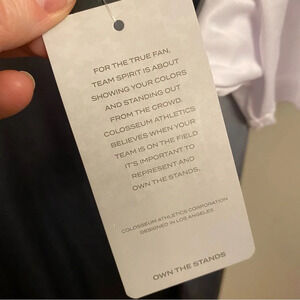 FOR THE TRUE FAN,
TEAM SPIRIT IS ABOUT
SHOWING YOUR COLORS
AND STANDING OUT
FROM THE CROWD.
COLOSSEUM ATHLETICS
BELIEVES WHEN YOUR
TEAM IS ON THE FIELD
IT'S IMPORTANT TO
REPRESENT AND
OWN THE STANDS.
COLOSSEUM ATHLETICS CORPORATION
DESIGNED IN LOS ANGELES
OWN THE STANDS